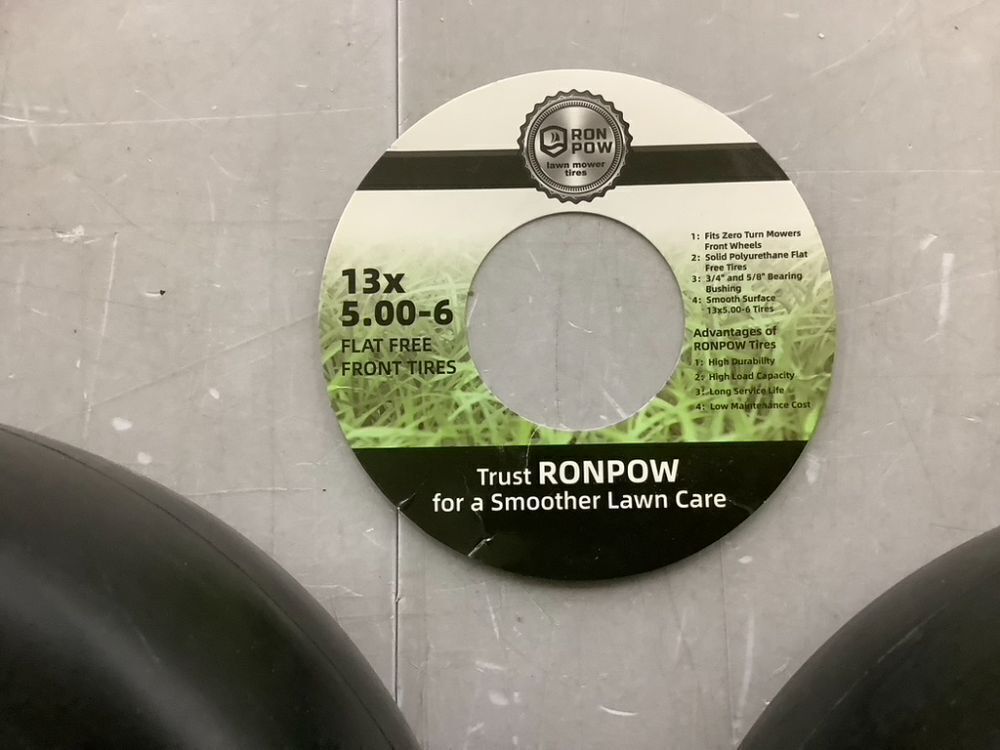 RON
POW
lawn mower
tires
13x
5.00-6
FLAT FREE
FRONT TIRES
1: Fits Zero Turn Mowers
Front Wheels
2: Solid Polyurethane Flat
Free Tires
3: 3/4" and 5/8" Bearing
Bushing
4: Smooth Surface
13x5.00-6 Tires
Advantages of
RONPOW Tires
1: High Durability
2: High Load Capacity
3: Long Service Life
4: Low Maintenance Cost
Trust RONPOW
for a Smoother Lawn Care